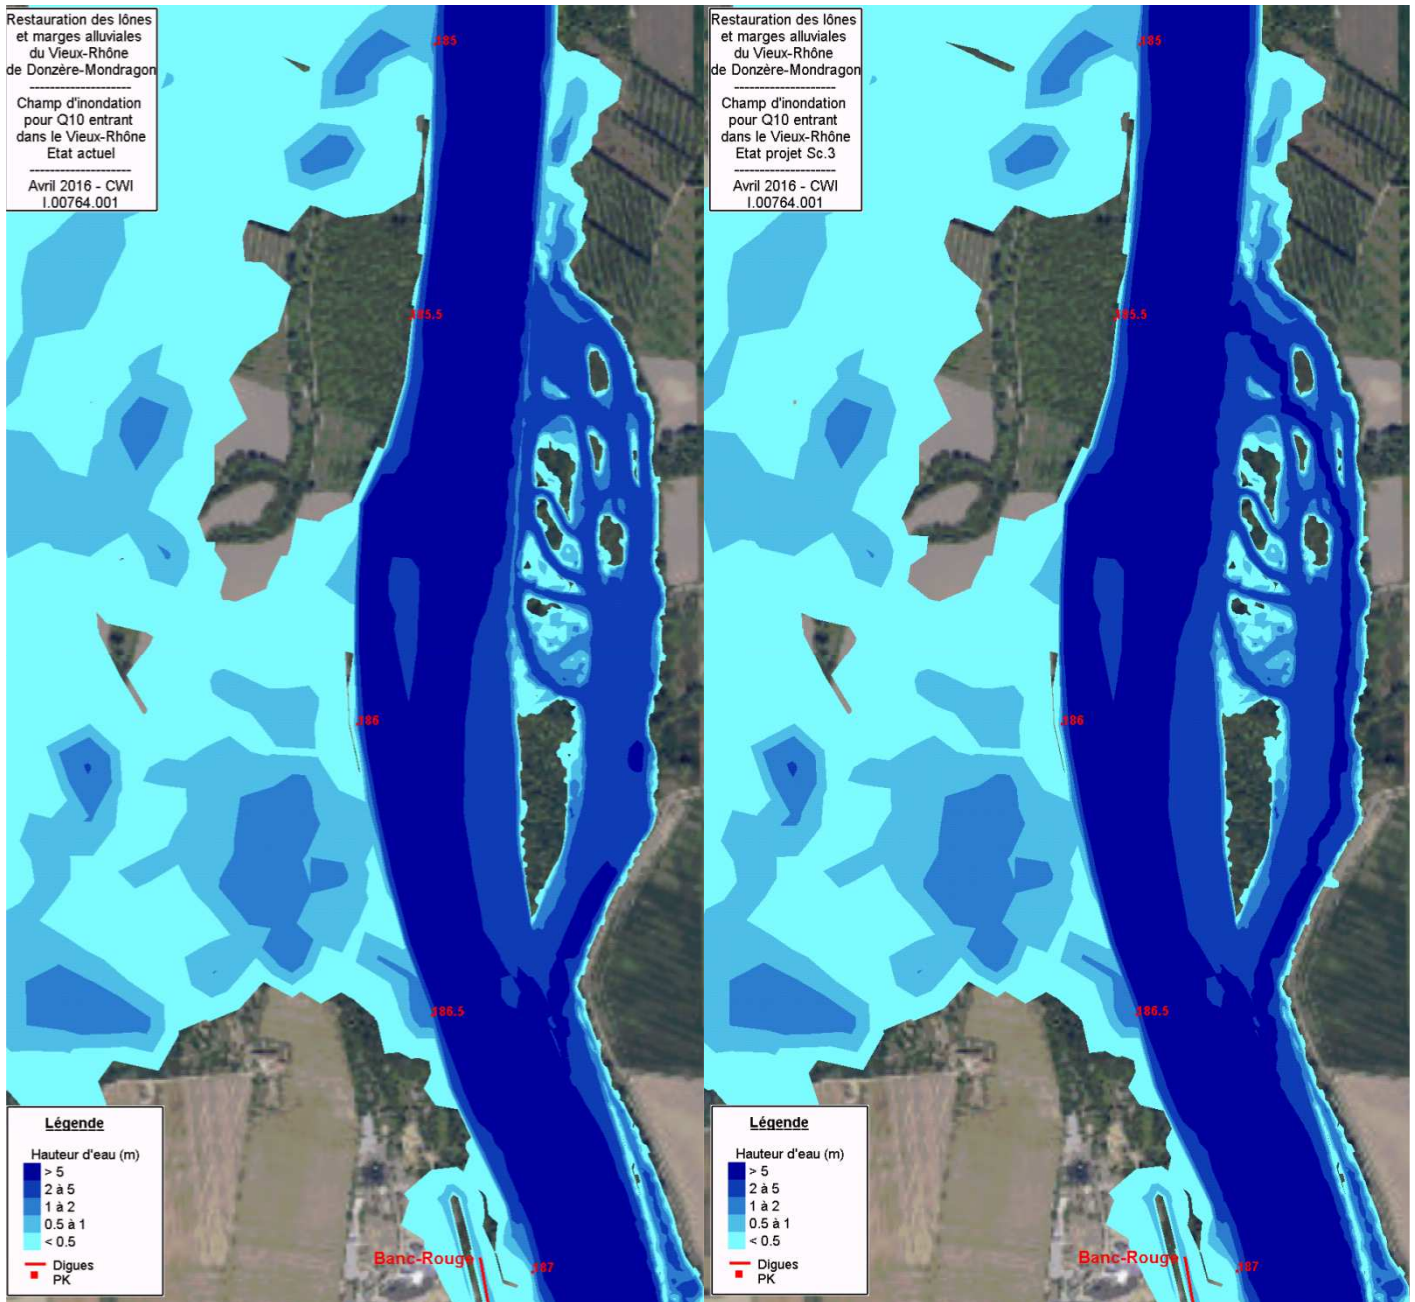 Restauration des lônes
et marges alluviales
du Vieux-Rhône
de Donzère-Mondragon
--------------------
Champ d'inondation
pour Q10 entrant
dans le Vieux-Rhône
Etat actuel
--------------------
Avril 2016 - CWI
I.00764.001
185
185.5
186
186.5
187
Banc-Rouge
Légende
Hauteur d'eau (m)
> 5
2 à 5
1 à 2
0.5 à 1
< 0.5
Digues
PK
Restauration des lônes
et marges alluviales
du Vieux-Rhône
de Donzère-Mondragon
--------------------
Champ d'inondation
pour Q10 entrant
dans le Vieux-Rhône
Etat projet Sc.3
--------------------
Avril 2016 - CWI
I.00764.001
185
185.5
186
186.5
187
Banc-Rouge
Légende
Hauteur d'eau (m)
> 5
2 à 5
1 à 2
0.5 à 1
< 0.5
Digues
PK